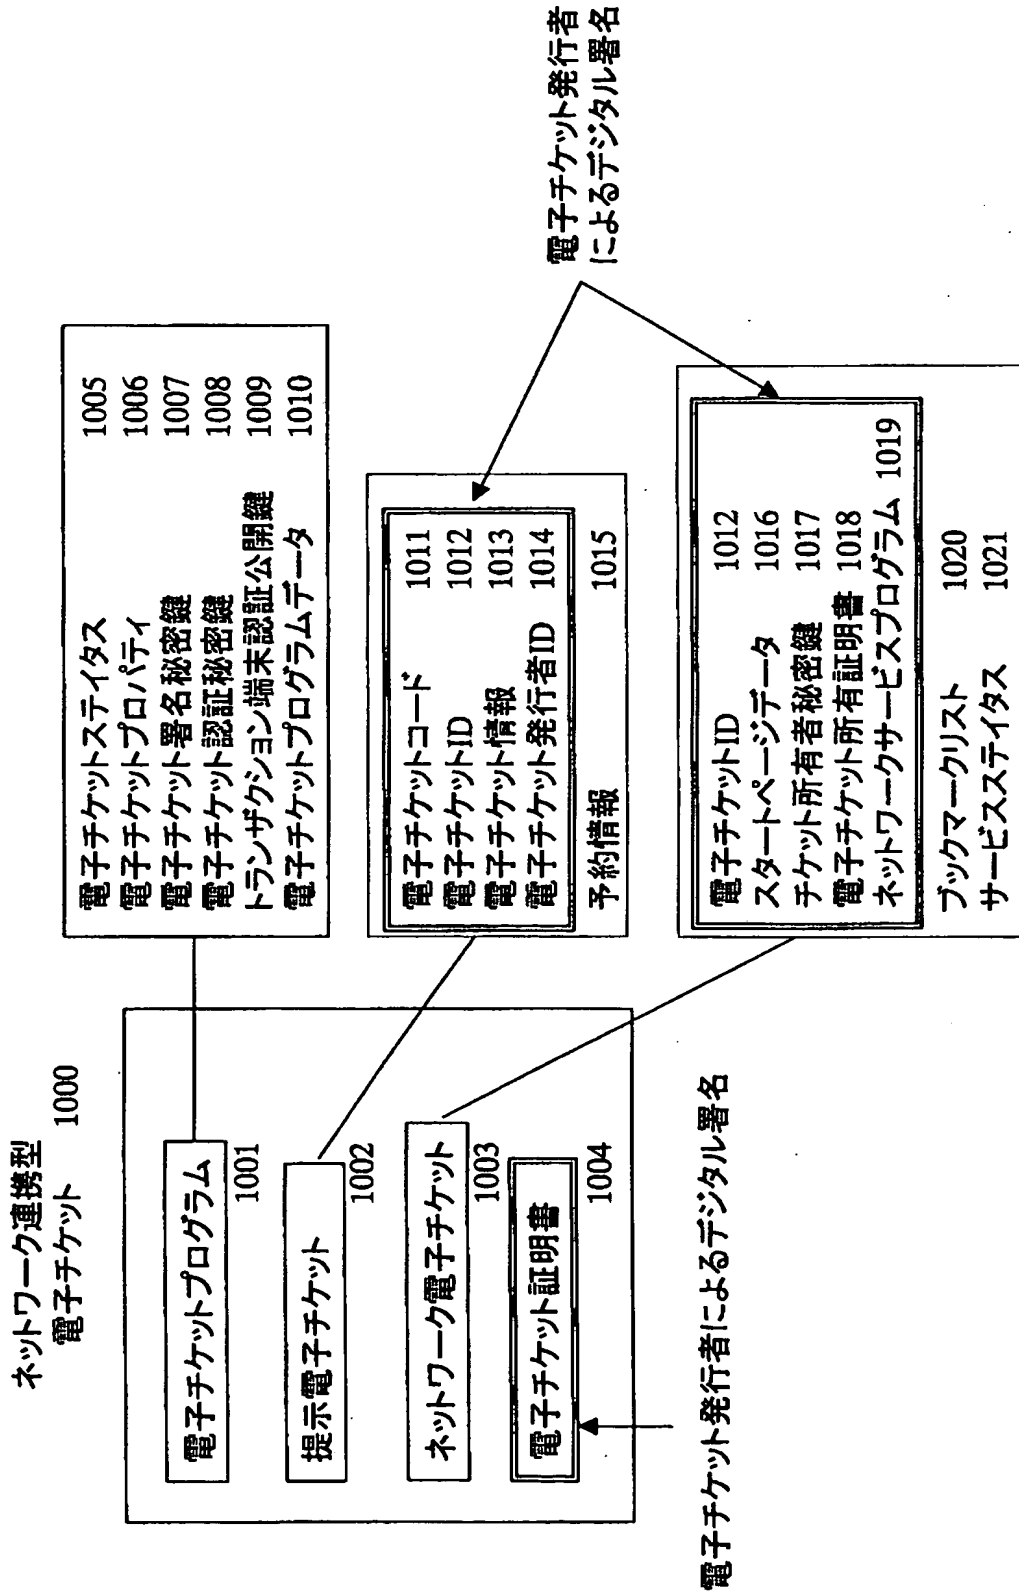 ネットワーク連携型
電子チケット 1000
電子チケットプログラム
1001
提示電子チケット
1002
ネットワーク電子チケット
1003
電子チケット証明書
1004
電子チケット発行者によるデジタル署名
電子チケットステイタス 1005
電子チケットプロパティ 1006
電子チケット署名秘密鍵 1007
電子チケット認証秘密鍵 1008
トランザクション端末認証公開鍵 1009
電子チケットプログラムデータ 1010
電子チケットコード 1011
電子チケットID 1012
電子チケット情報 1013
電子チケット発行者ID 1014
予約情報 1015
電子チケットID 1012
スタートページデータ 1016
チケット所有者秘密鍵 1017
電子チケット所有証明書 1018
ネットワークサービスプログラム 1019
ブックマークリスト 1020
サービスステイタス 1021
電子チケット発行者
によるデジタル署名